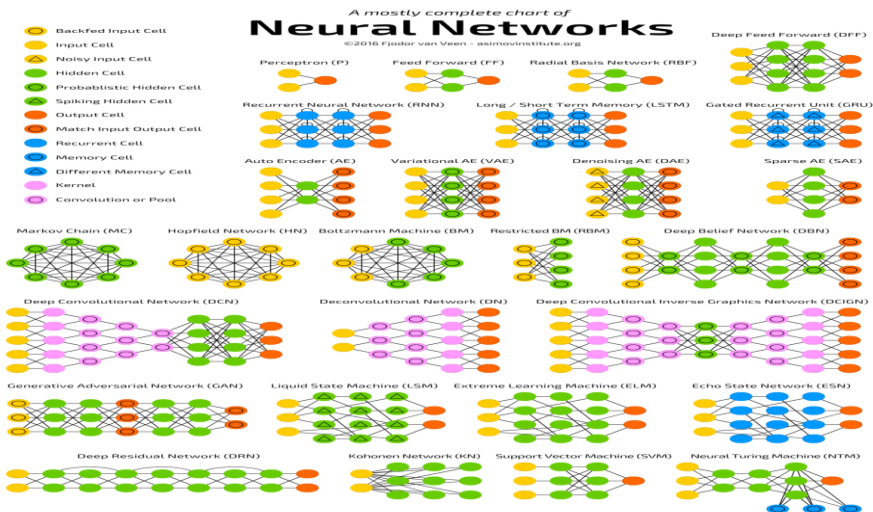 A mostly complete chart of
Neural Networks
©2016 Fjodor van Veen - asimovinstitute.org
Backfed Input Cell
Input Cell
Noisy Input Cell
Hidden Cell
Probablistic Hidden Cell
Spiking Hidden Cell
Output Cell
Match Input Output Cell
Recurrent Cell
Memory Cell
Different Memory Cell
Kernel
Convolution or Pool
Deep Feed Forward (DFF)
Perceptron (P)
Feed Forward (FF)
Radial Basis Network (RBF)
Recurrent Neural Network (RNN)
Long / Short Term Memory (LSTM)
Gated Recurrent Unit (GRU)
Auto Encoder (AE)
Variational AE (VAE)
Denoising AE (DAE)
Sparse AE (SAE)
Markov Chain (MC)
Hopfield Network (HN)
Boltzmann Machine (BM)
Restricted BM (RBM)
Deep Belief Network (DBN)
Deep Convolutional Network (DCN)
Deconvolutional Network (DN)
Deep Convolutional Inverse Graphics Network (DCIGN)
Generative Adversarial Network (GAN)
Liquid State Machine (LSM)
Extreme Learning Machine (ELM)
Echo State Network (ESN)
Deep Residual Network (DRN)
Kohonen Network (KN)
Support Vector Machine (SVM)
Neural Turing Machine (NTM)